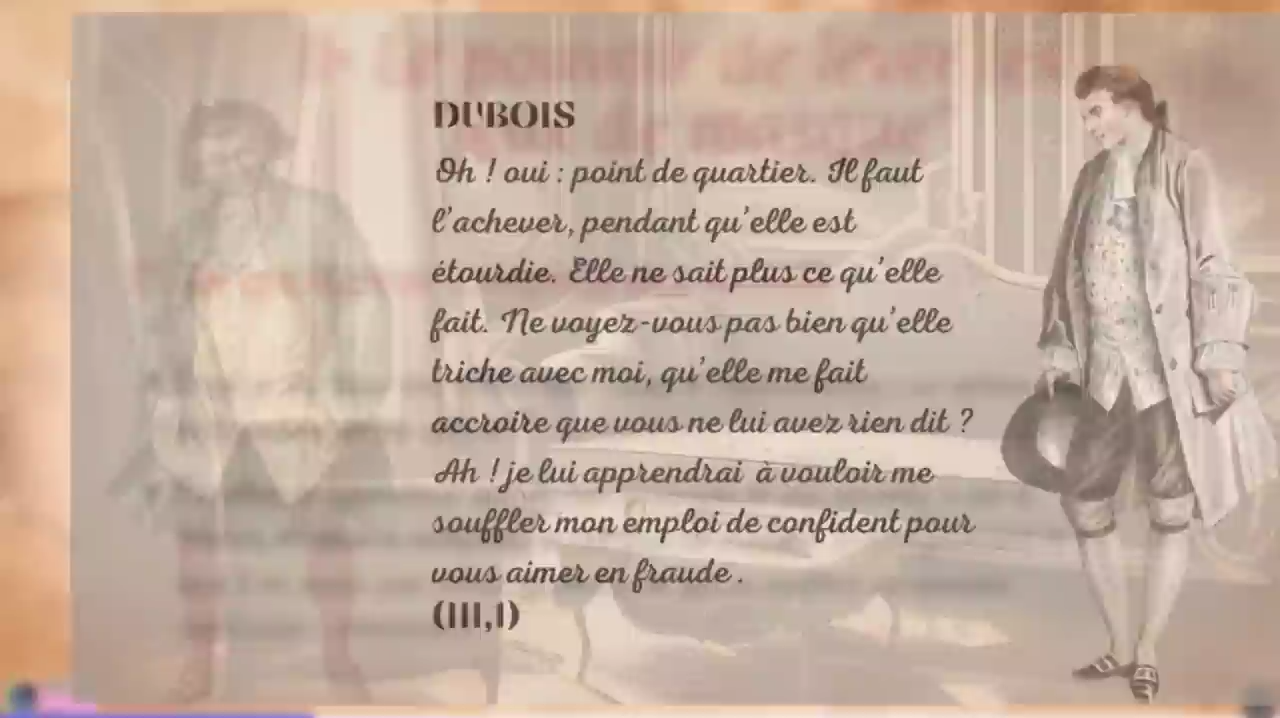 DUBOIS
Oh ! oui : point de quartier. Il faut
l'achever, pendant qu'elle est
étourdie. Elle ne sait plus ce qu'elle
fait. Ne voyez-vous pas bien qu'elle
triche avec moi, qu'elle me fait
accroire que vous ne lui avez rien dit ?
Ah ! je lui apprendrai à vouloir me
souffler mon emploi de confident pour
vous aimer en fraude .
(III,I)